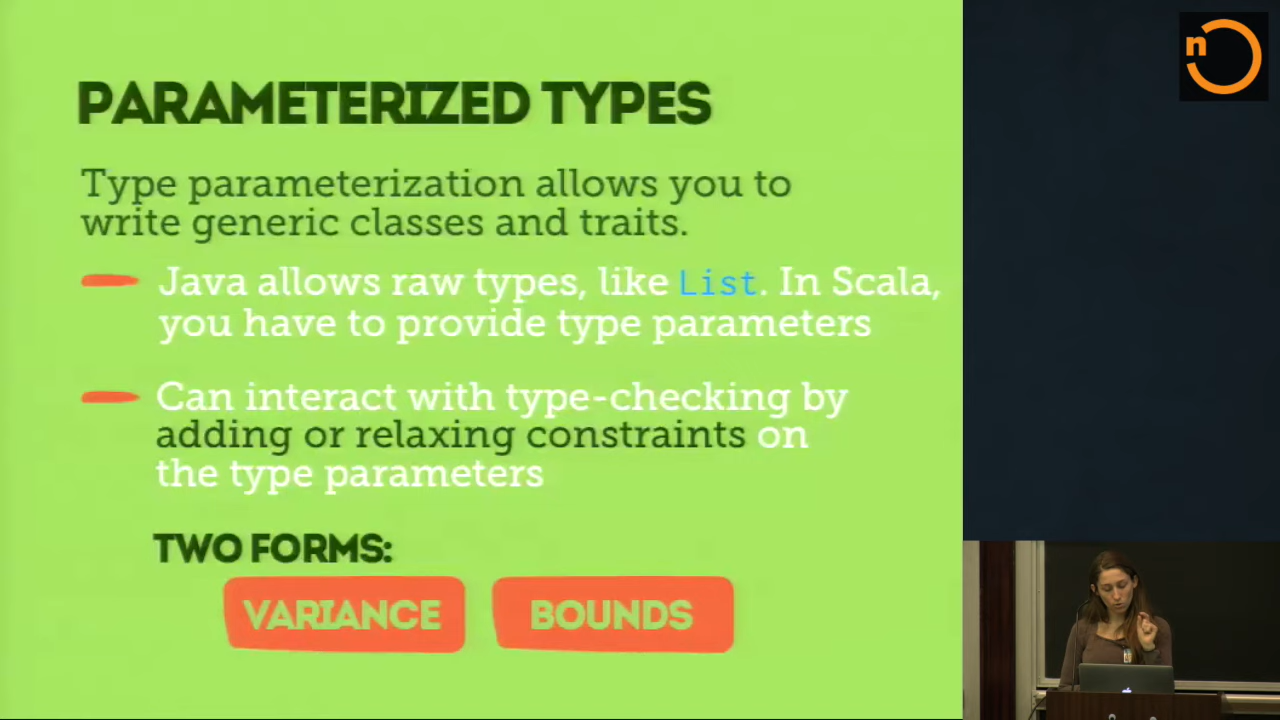 n
PARAMETERIZED TYPES
Type parameterization allows you to
write generic classes and traits.
Java allows raw types, like List. In Scala,
you have to provide type parameters
Can interact with type-checking by
adding or relaxing constraints on
the type parameters
TWO FORMS:
VARIANCE
BOUNDS